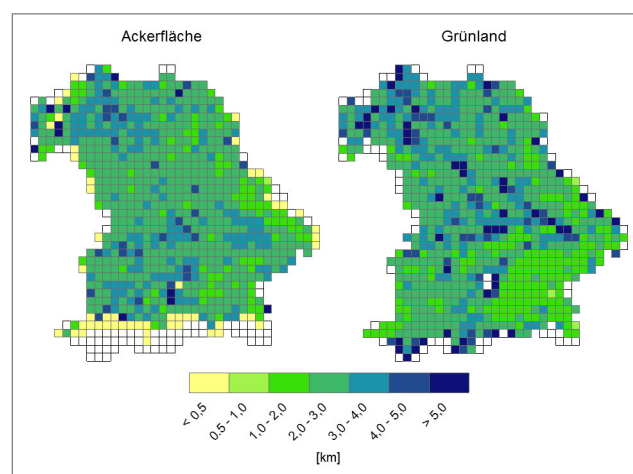 Ackerfläche
Grünland
< 0,5
0,5 - 1,0
1,0 - 2,0
2,0 - 3,0
3,0 - 4,0
4,0 - 5,0
> 5,0
[km]